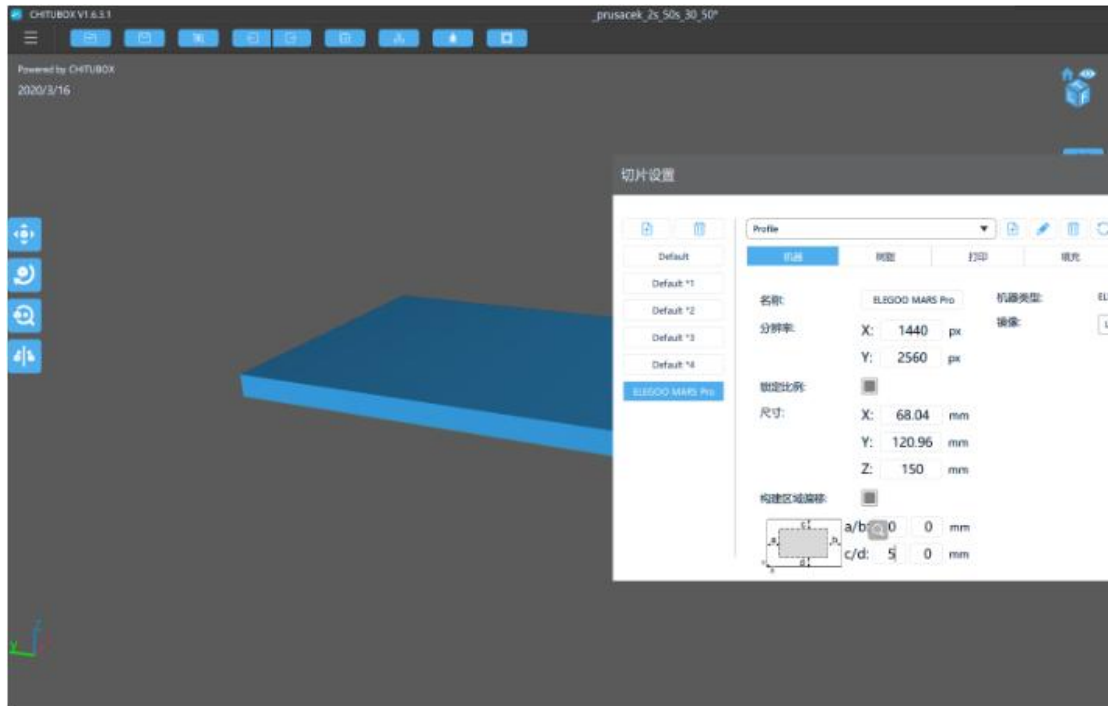 CHITUBOX V1.6.3.1
_prusacek_2s_50s_30_50*
Powered by CHITUBOX
2020/3/16
切片设置
Profile
Default
机器 树脂 打印 填充
Default *1
名称: ELEGOO MARS Pro 机器类型:
Default *2
分辨率: X: 1440 px 镜像:
Default *3
Y: 2560 px
Default *4
锁定比例:
ELEGOO MARS Pro
尺寸: X: 68.04 mm
Y: 120.96 mm
Z: 150 mm
构建区域偏移:
a/b: 0 0 mm
c/d: 5 0 mm
c
a b
d
Z
Y